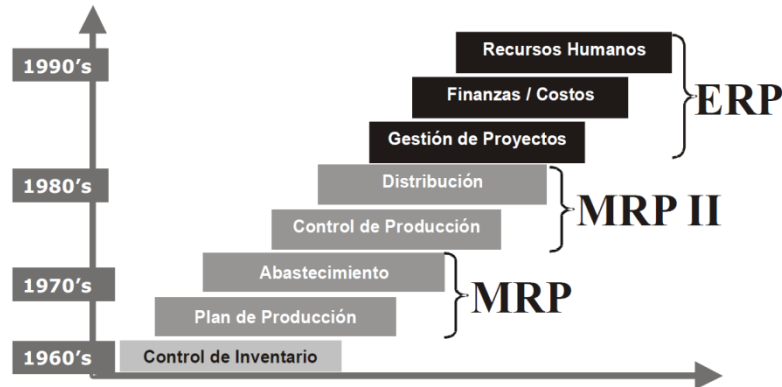 1990's
Recursos Humanos
Finanzas / Costos
ERP
Gestión de Proyectos
1980's
Distribución
MRP II
Control de Producción
Abastecimiento
1970's
MRP
Plan de Producción
1960's
Control de Inventario